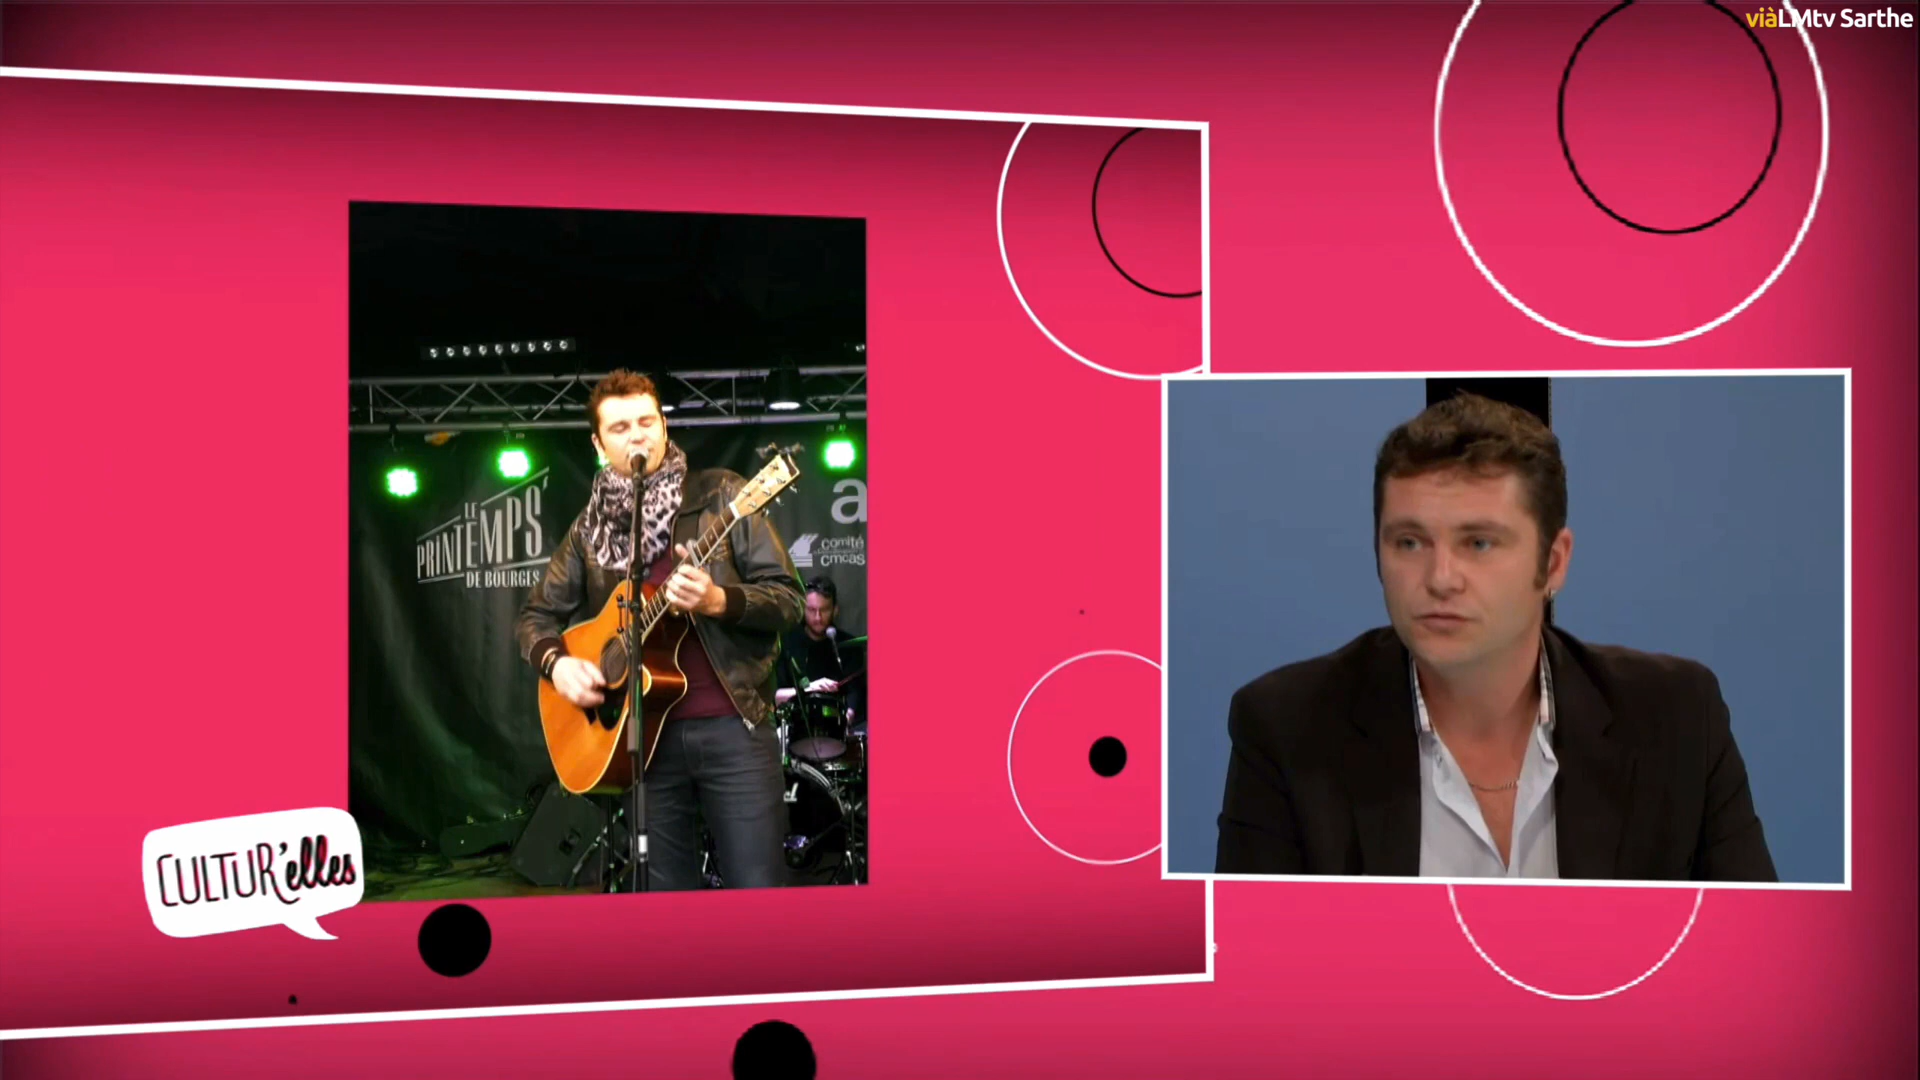 viàLMtv Sarthe
LE
PRINTEMPS'
DE BOURGES
a
comité
cmcas
CULTUR'elles